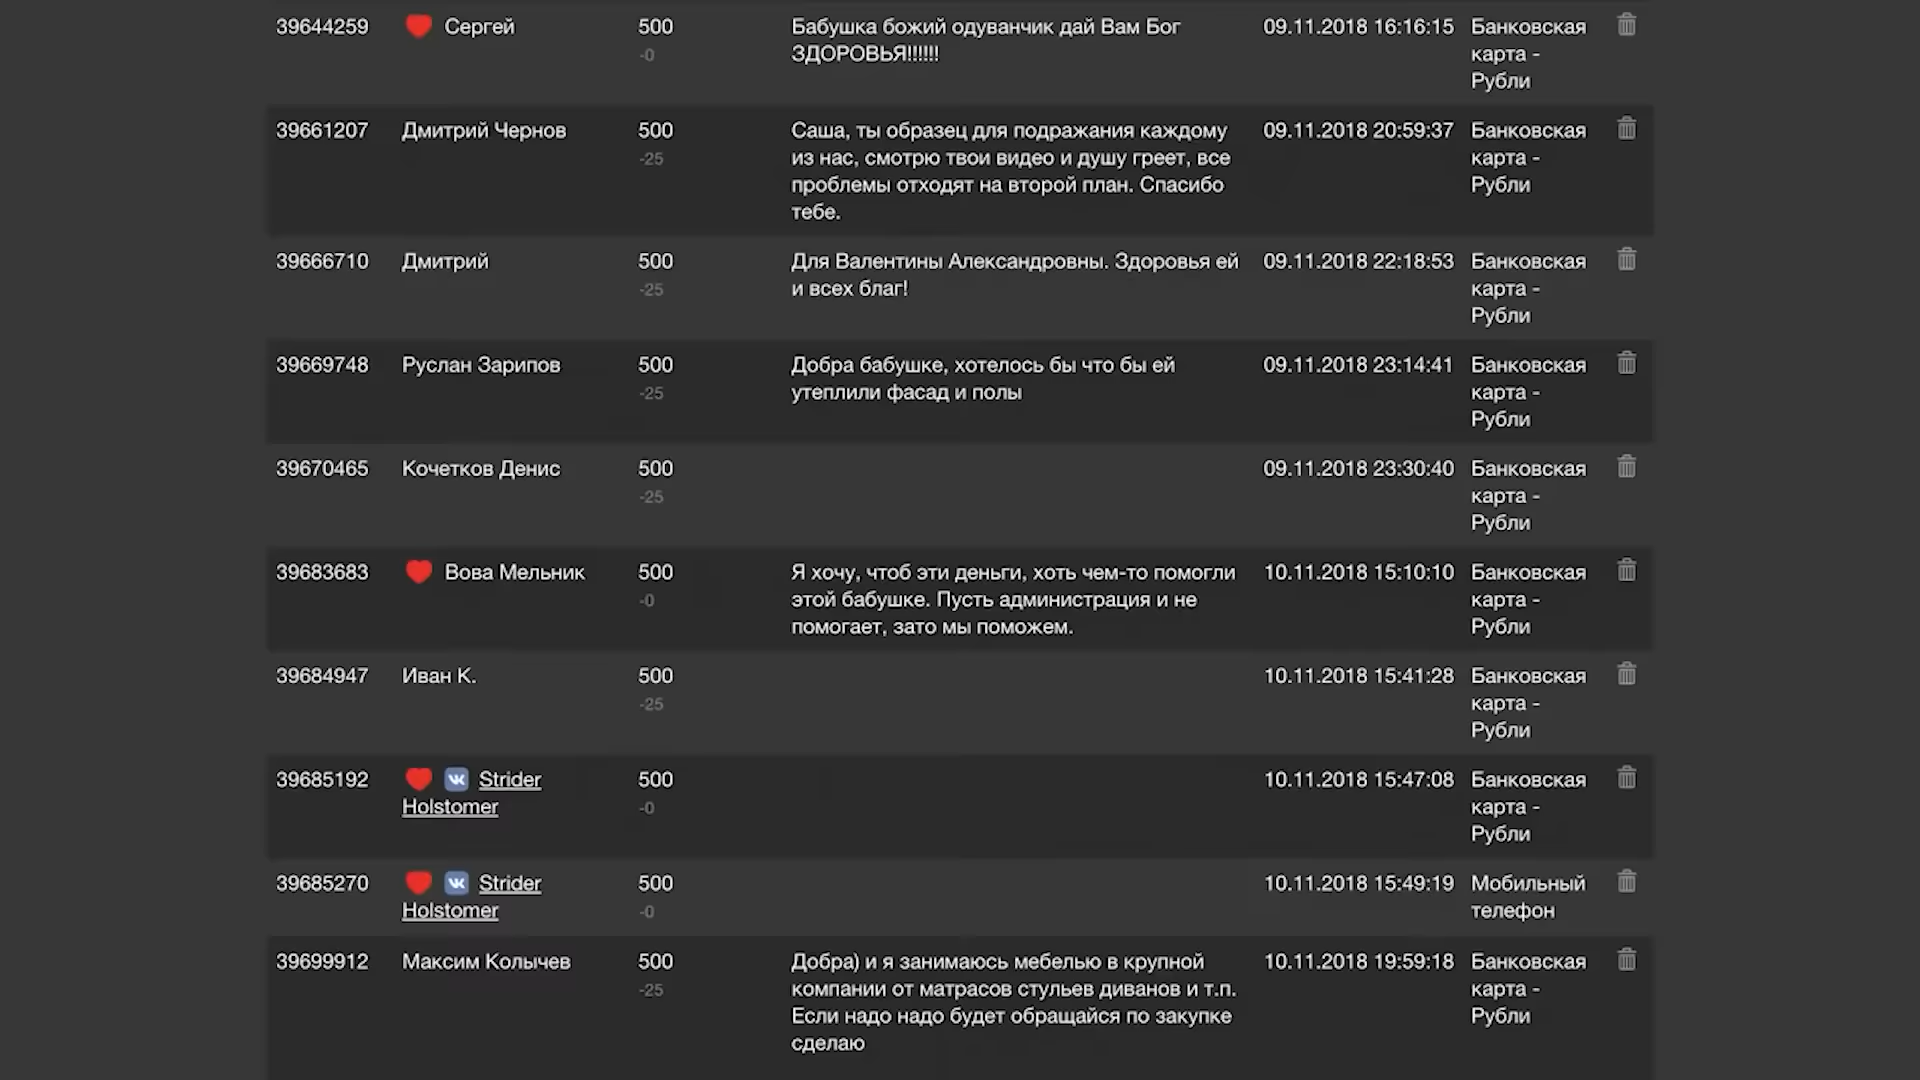 39644259 Сергей 500 Бабушка божий одуванчик дай Вам Бог 09.11.2018 16:16:15 Банковская
-0 ЗДОРОВЬЯ!!!!!! карта -
Рубли
39661207 Дмитрий Чернов 500 Саша, ты образец для подражания каждому 09.11.2018 20:59:37 Банковская
-25 из нас, смотрю твои видео и душу греет, все карта -
проблемы отходят на второй план. Спасибо Рубли
тебе.
39666710 Дмитрий 500 Для Валентины Александровны. Здоровья ей 09.11.2018 22:18:53 Банковская
-25 и всех благ! карта -
Рубли
39669748 Руслан Зарипов 500 Добра бабушке, хотелось бы что бы ей 09.11.2018 23:14:41 Банковская
-25 утеплили фасад и полы карта -
Рубли
39670465 Кочетков Денис 500 09.11.2018 23:30:40 Банковская
-25 карта -
Рубли
39683683 Вова Мельник 500 Я хочу, чтоб эти деньги, хоть чем-то помогли 10.11.2018 15:10:10 Банковская
-0 этой бабушке. Пусть администрация и не карта -
помогает, зато мы поможем. Рубли
39684947 Иван К. 500 10.11.2018 15:41:28 Банковская
-25 карта -
Рубли
39685192 Strider 500 10.11.2018 15:47:08 Банковская
Holstomer -0 карта -
Рубли
39685270 Strider 500 10.11.2018 15:49:19 Мобильный
Holstomer -0 телефон
39699912 Максим Колычев 500 Добра) и я занимаюсь мебелью в крупной 10.11.2018 19:59:18 Банковская
-25 компании от матрасов стульев диванов и т.п. карта -
Если надо надо будет обращайся по закупке Рубли
сделаю